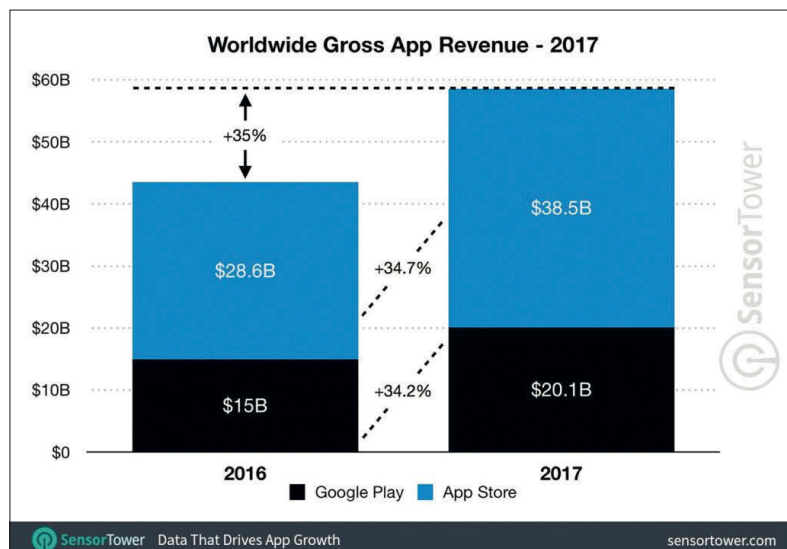 Worldwide Gross App Revenue - 2017
$60B
$50B
$40B
$30B
$20B
$10B
$0
+35%
$28.6B
$15B
+34.7%
+34.2%
$38.5B
$20.1B
2016
2017
Google Play
App Store
SensorTower
SensorTower Data That Drives App Growth
sensortower.com